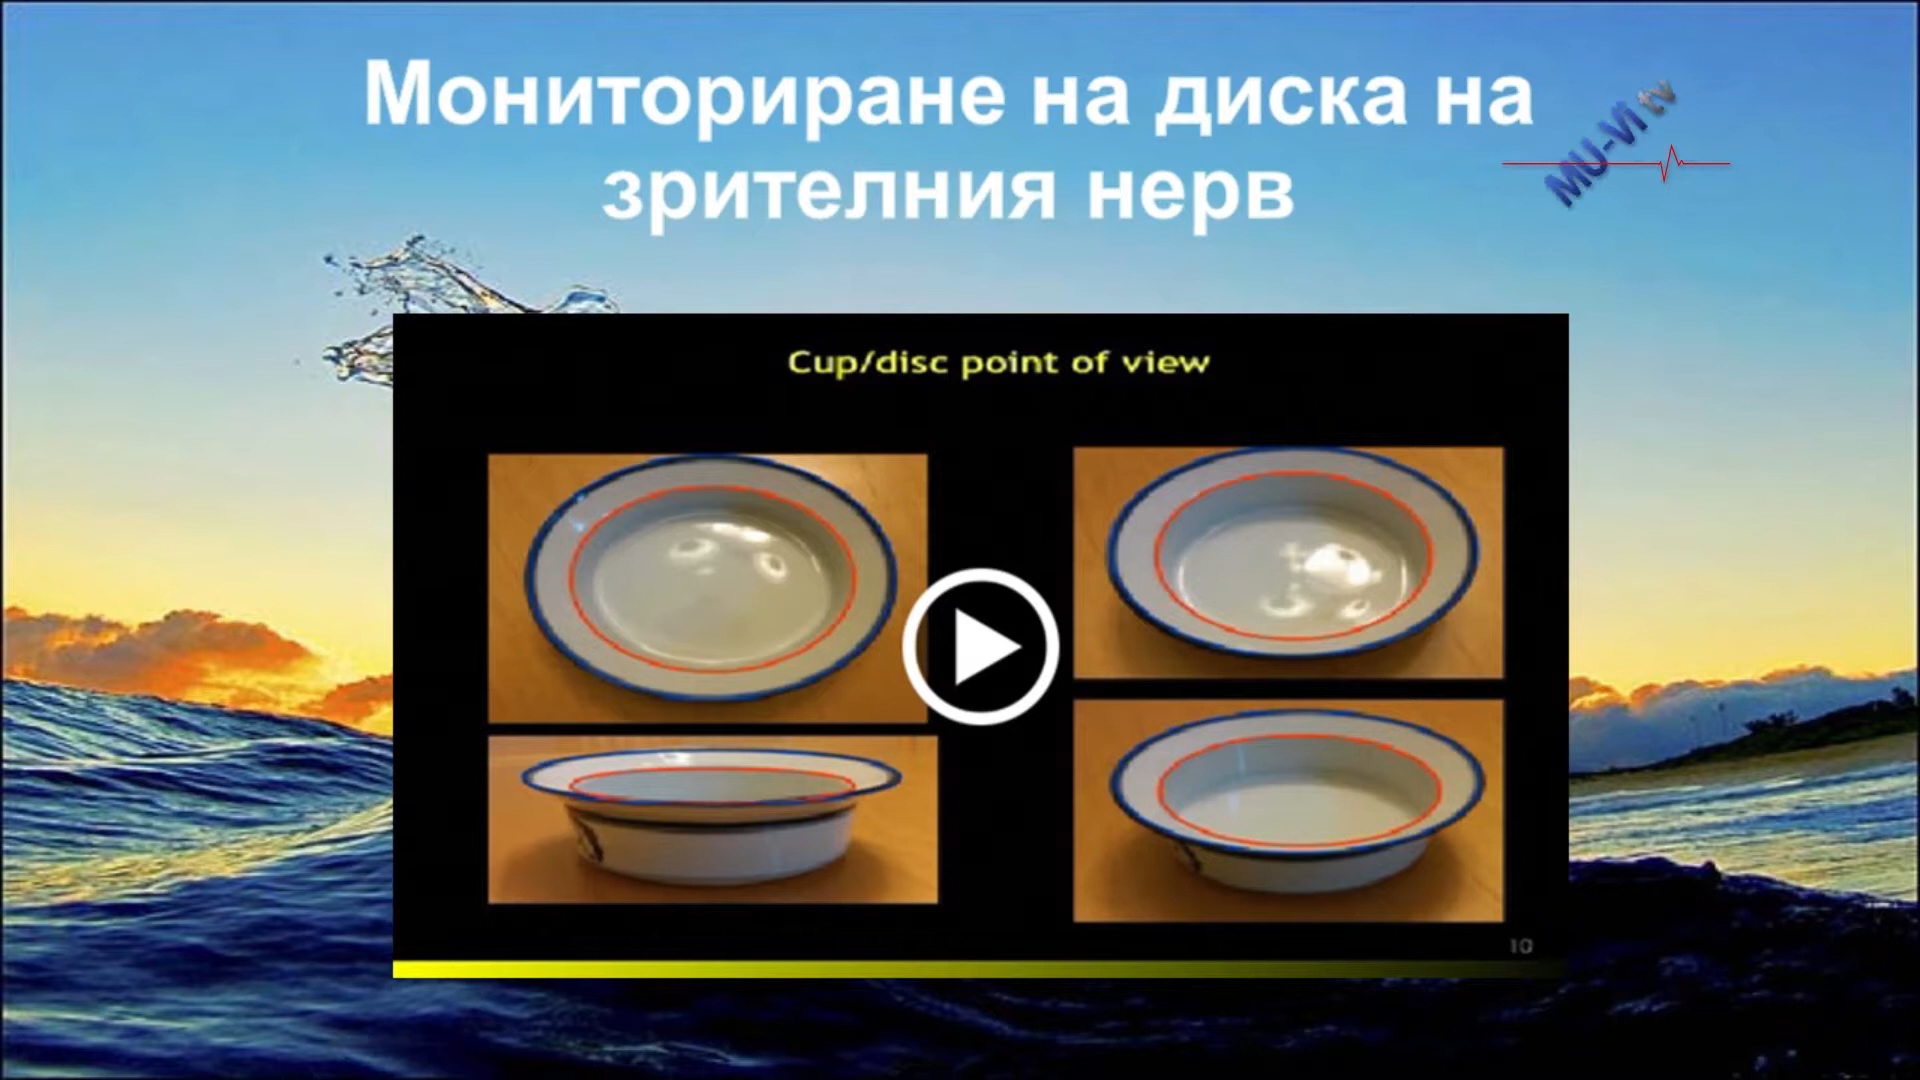 Мониториране на диска на
зрителния нерв
MU-VI tv
Cup/disc point of view
10